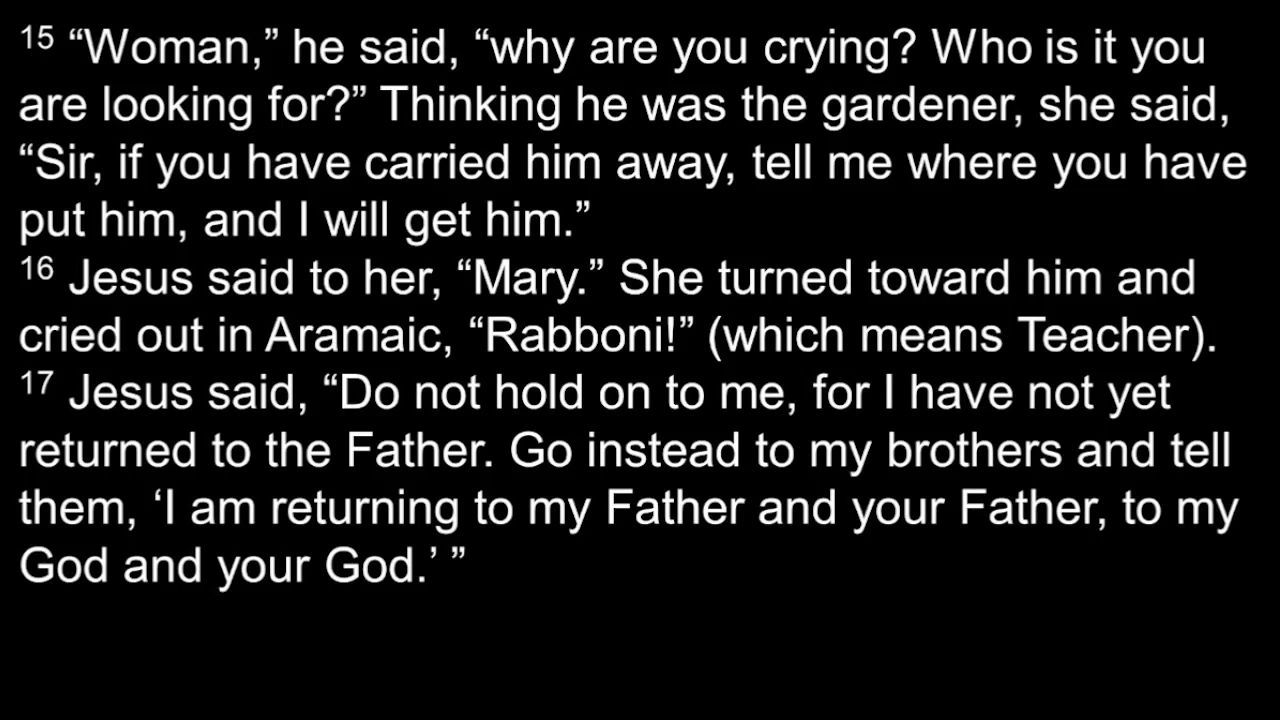 15 “Woman,” he said, “why are you crying? Who is it you
are looking for?” Thinking he was the gardener, she said,
“Sir, if you have carried him away, tell me where you have
put him, and I will get him.”
16 Jesus said to her, “Mary.” She turned toward him and
cried out in Aramaic, “Rabboni!” (which means Teacher).
17 Jesus said, “Do not hold on to me, for I have not yet
returned to the Father. Go instead to my brothers and tell
them, ‘I am returning to my Father and your Father, to my
God and your God.’ ”